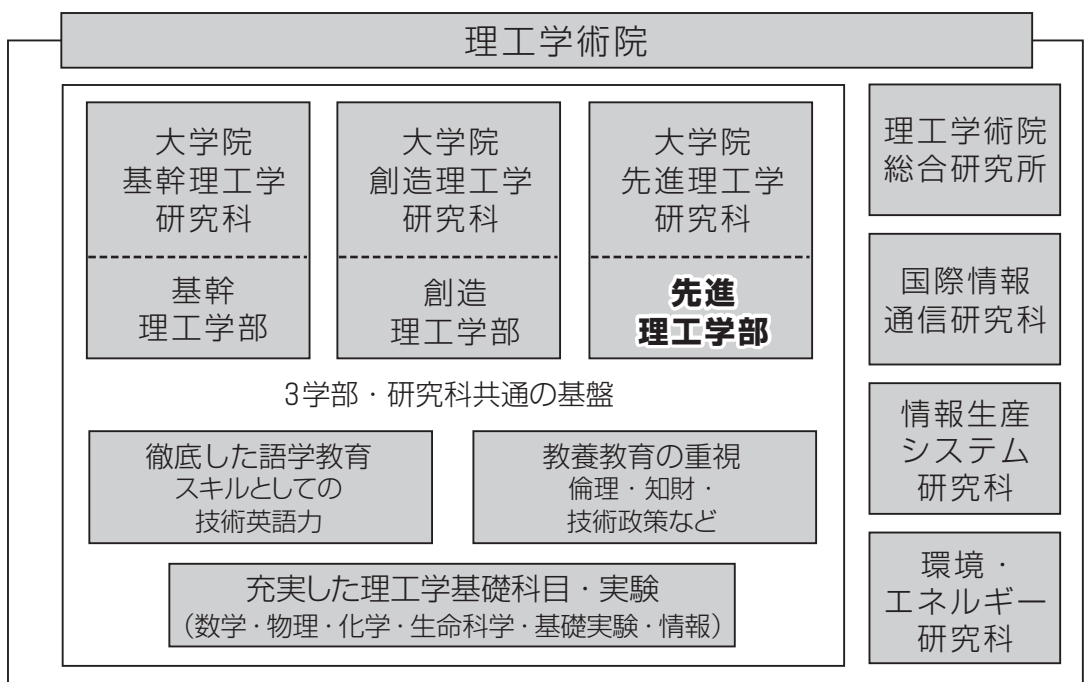 理工学術院
大学院
基幹理工学
研究科
基幹
理工学部
大学院
創造理工学
研究科
創造
理工学部
大学院
先進理工学
研究科
先進
理工学部
3学部・研究科共通の基盤
徹底した語学教育
スキルとしての
技術英語力
教養教育の重視
倫理・知財・
技術政策など
充実した理工学基礎科目・実験
（数学・物理・化学・生命科学・基礎実験・情報）
理工学術院
総合研究所
国際情報
通信研究科
情報生産
システム
研究科
環境・
エネルギー
研究科